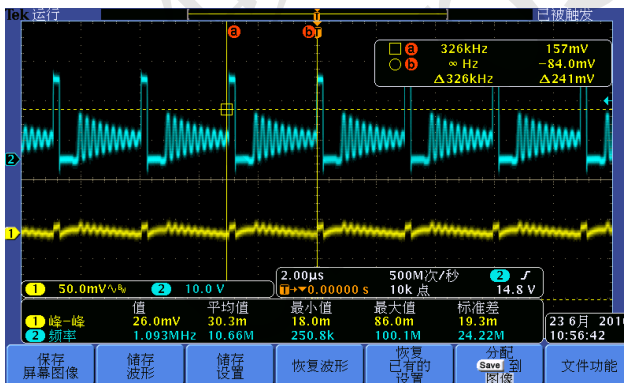 Tek 运行
已被触发
a
b
T
a 326kHz 157mV
b ∞ Hz −84.0mV
Δ326kHz Δ241mV
2
1
1 50.0mV∿BW 2 10.0 V
2.00µs 500M次/秒 2 ƒ
T→▼0.00000 s 10k 点 14.8 V
值 平均值 最小值 最大值 标准差
1 峰−峰 26.0mV 30.3m 18.0m 86.0m 19.3m
2 频率 1.093MHz 10.66M 250.8k 100.1M 24.22M
23 6月 201
10:56:42
保存
屏幕图像
储存
波形
储存
设置
恢复波形
恢复
已有的
设置
分配
Save 到
图像
文件功能